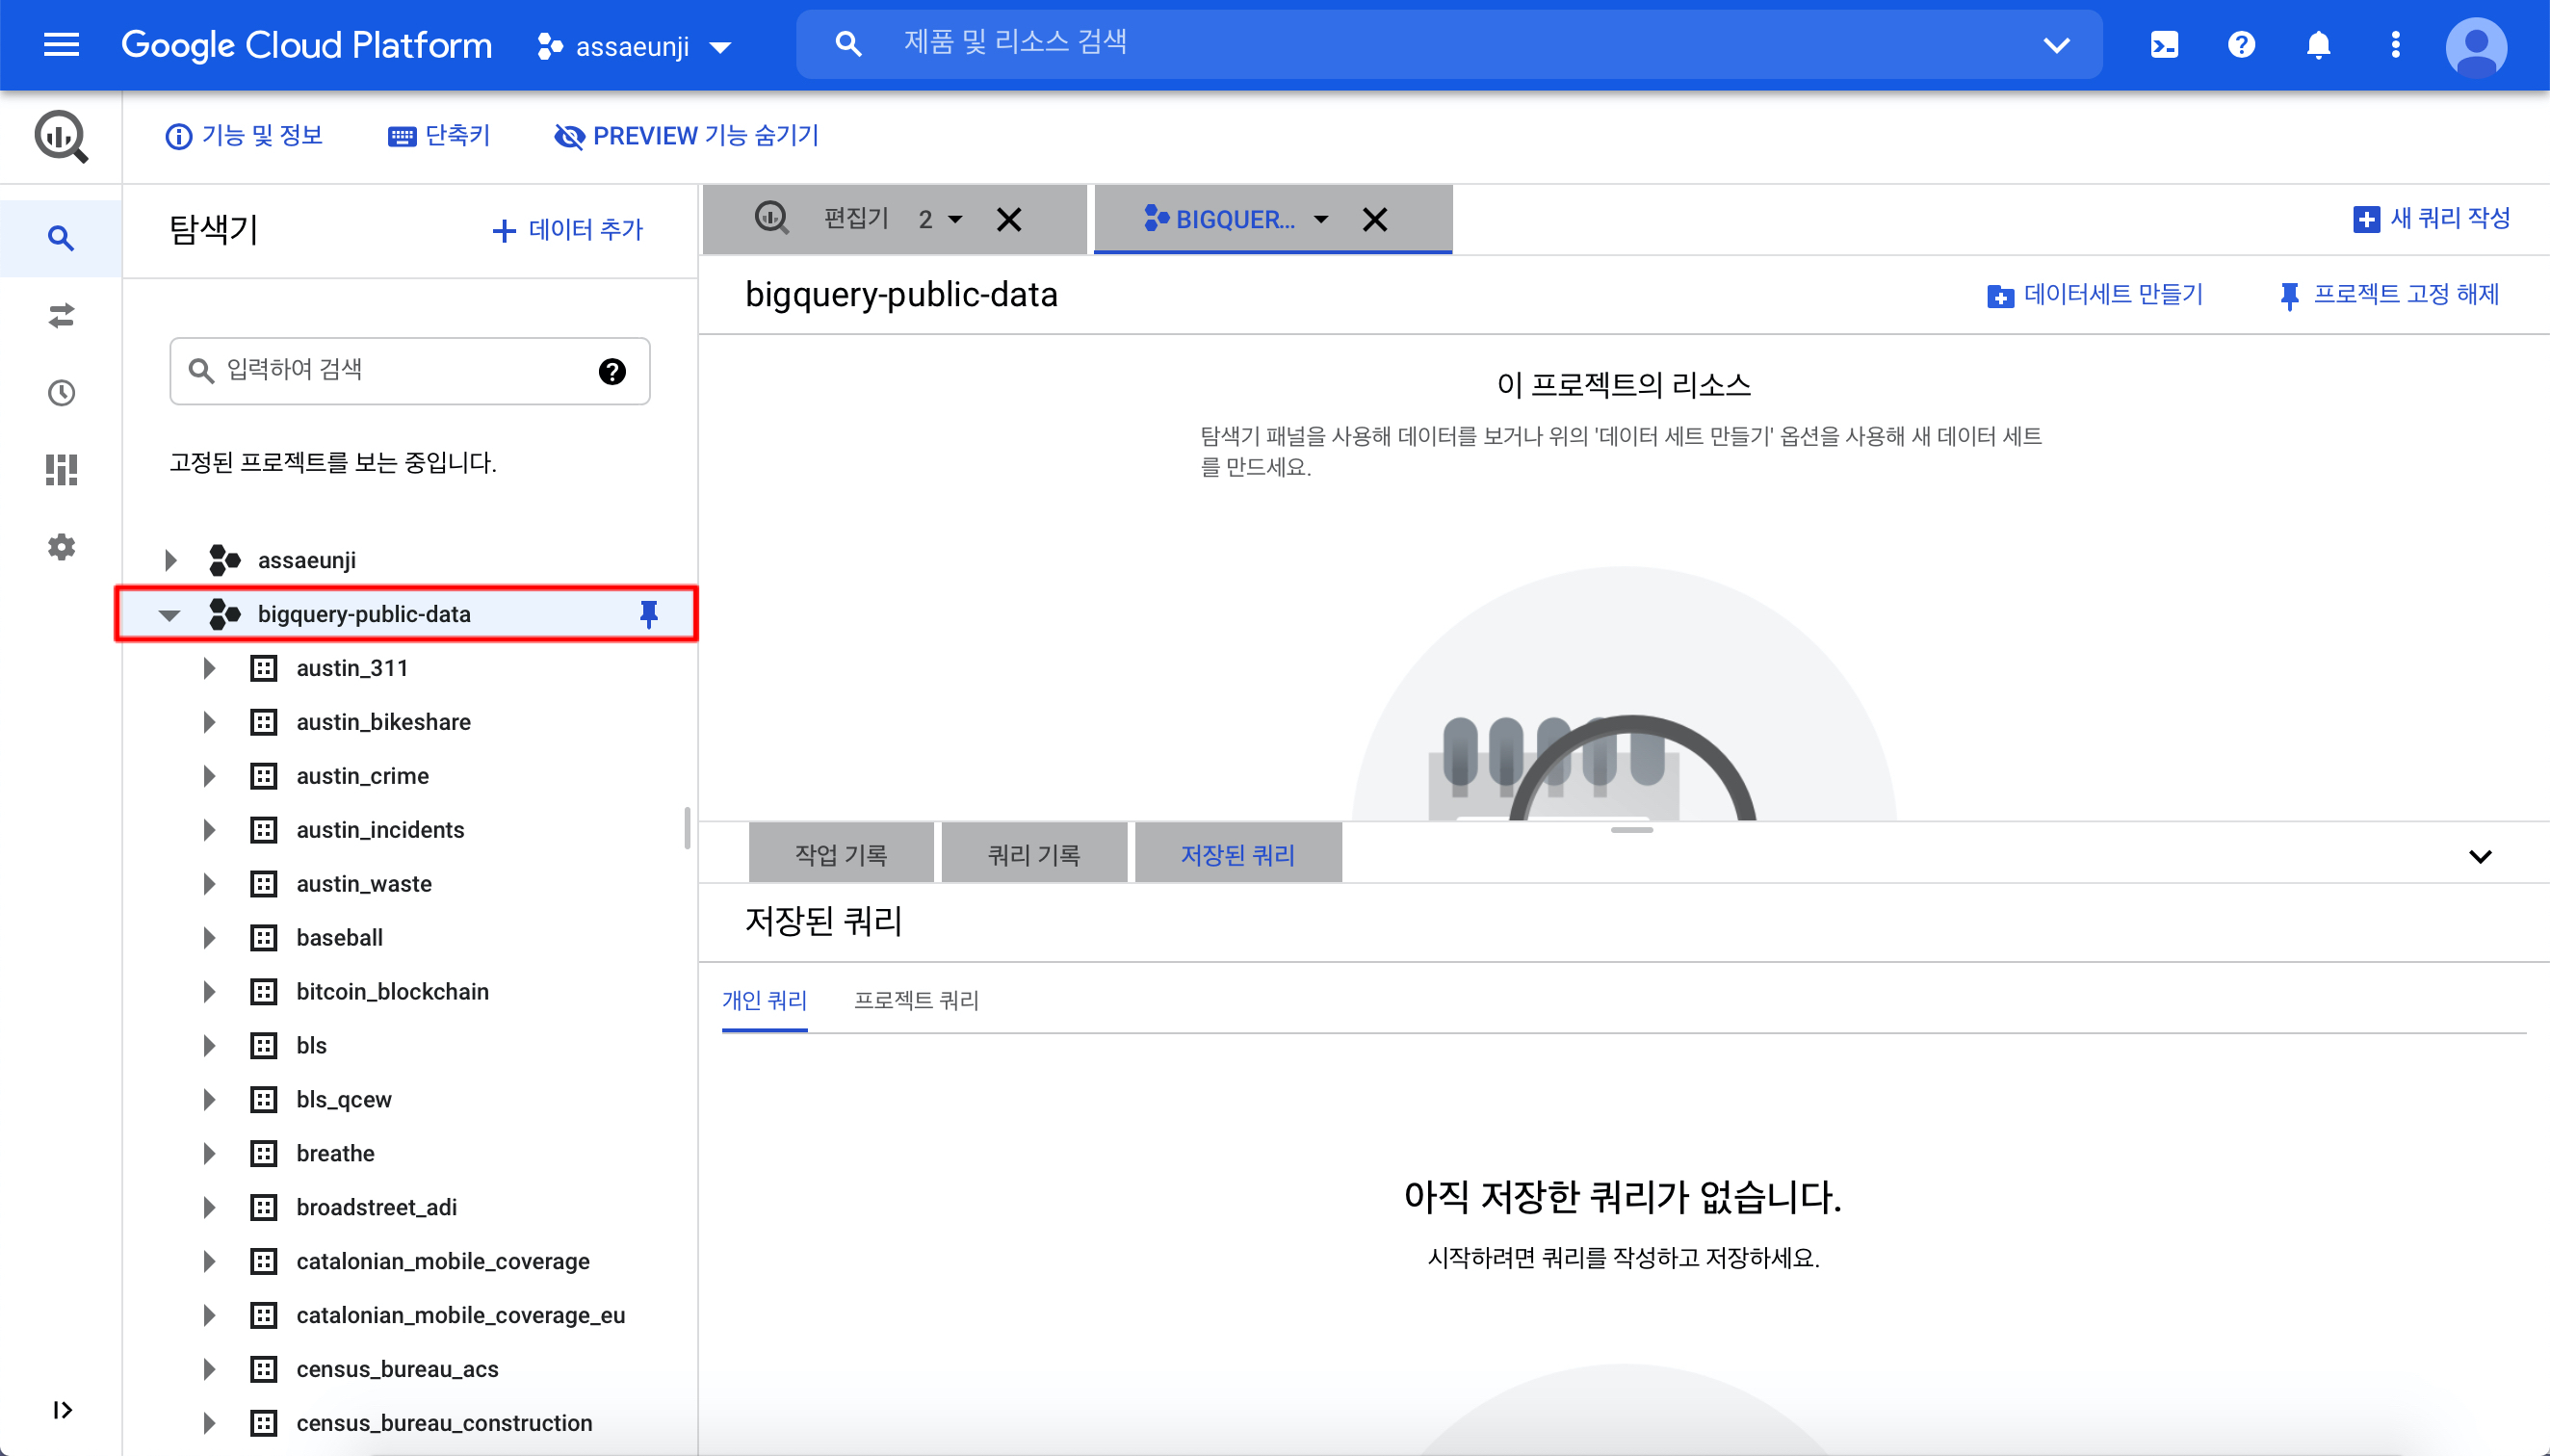 Google Cloud Platform
assaeunji
제품 및 리소스 검색
기능 및 정보
단축키
PREVIEW 기능 숨기기
탐색기
데이터 추가
입력하여 검색
고정된 프로젝트를 보는 중입니다.
assaeunji
bigquery-public-data
austin_311
austin_bikeshare
austin_crime
austin_incidents
austin_waste
baseball
bitcoin_blockchain
bls
bls_qcew
breathe
broadstreet_adi
catalonian_mobile_coverage
catalonian_mobile_coverage_eu
census_bureau_acs
census_bureau_construction
편집기 2
BIGQUER...
새 쿼리 작성
bigquery-public-data
데이터세트 만들기
프로젝트 고정 해제
이 프로젝트의 리소스
탐색기 패널을 사용해 데이터를 보거나 위의 '데이터 세트 만들기' 옵션을 사용해 새 데이터 세트
를 만드세요.
작업 기록
쿼리 기록
저장된 쿼리
저장된 쿼리
개인 쿼리
프로젝트 쿼리
아직 저장한 쿼리가 없습니다.
시작하려면 쿼리를 작성하고 저장하세요.